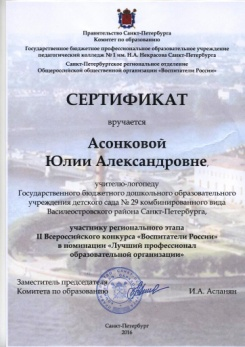 Правительство Санкт-Петербурга
Комитет по образованию
Государственное бюджетное профессиональное образовательное учреждение
педагогический колледж № 1 им. Н.А. Некрасова Санкт-Петербурга
Санкт-Петербургское региональное отделение
Общероссийской общественной организации «Воспитатели России»
СЕРТИФИКАТ
вручается
Асонковой
Юлии Александровне,
учителю-логопеду
Государственного бюджетного дошкольного образовательного
учреждения детского сада № 29 комбинированного вида
Василеостровского района Санкт-Петербурга,
участнику регионального этапа
II Всероссийского конкурса «Воспитатели России»
в номинации «Лучший профессионал
образовательной организации»
Заместитель председателя
Комитета по образованию
И.А. Асланян
Санкт-Петербург
2016